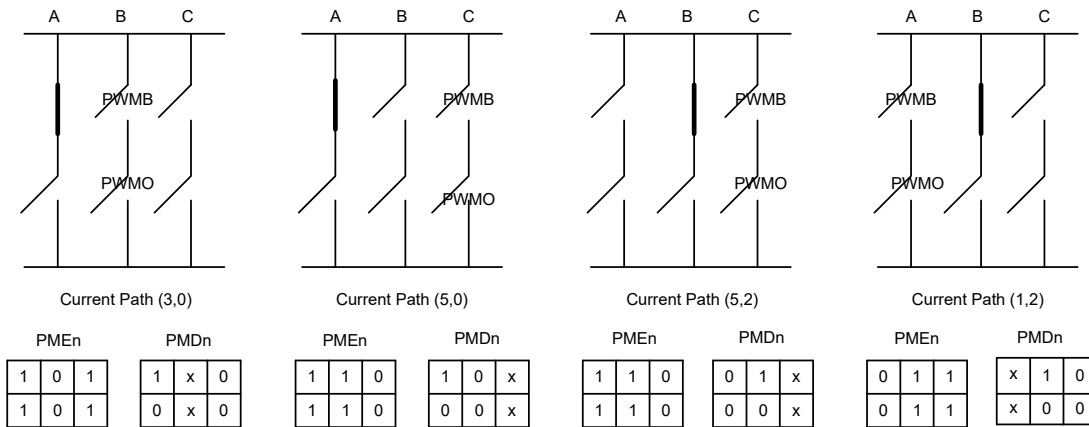 A B C A B C A B C A B C
PWMB PWMB PWMB PWMB
PWMO PWMO PWMO PWMO
Current Path (3,0) Current Path (5,0) Current Path (5,2) Current Path (1,2)
PMEn PMDn PMEn PMDn PMEn PMDn PMEn PMDn
1 0 1 1 x 0 1 1 0 1 0 x 1 1 0 0 1 x 0 1 1 x 1 0
1 0 1 0 x 0 1 1 0 0 0 x 1 1 0 0 0 x 0 1 1 x 0 0